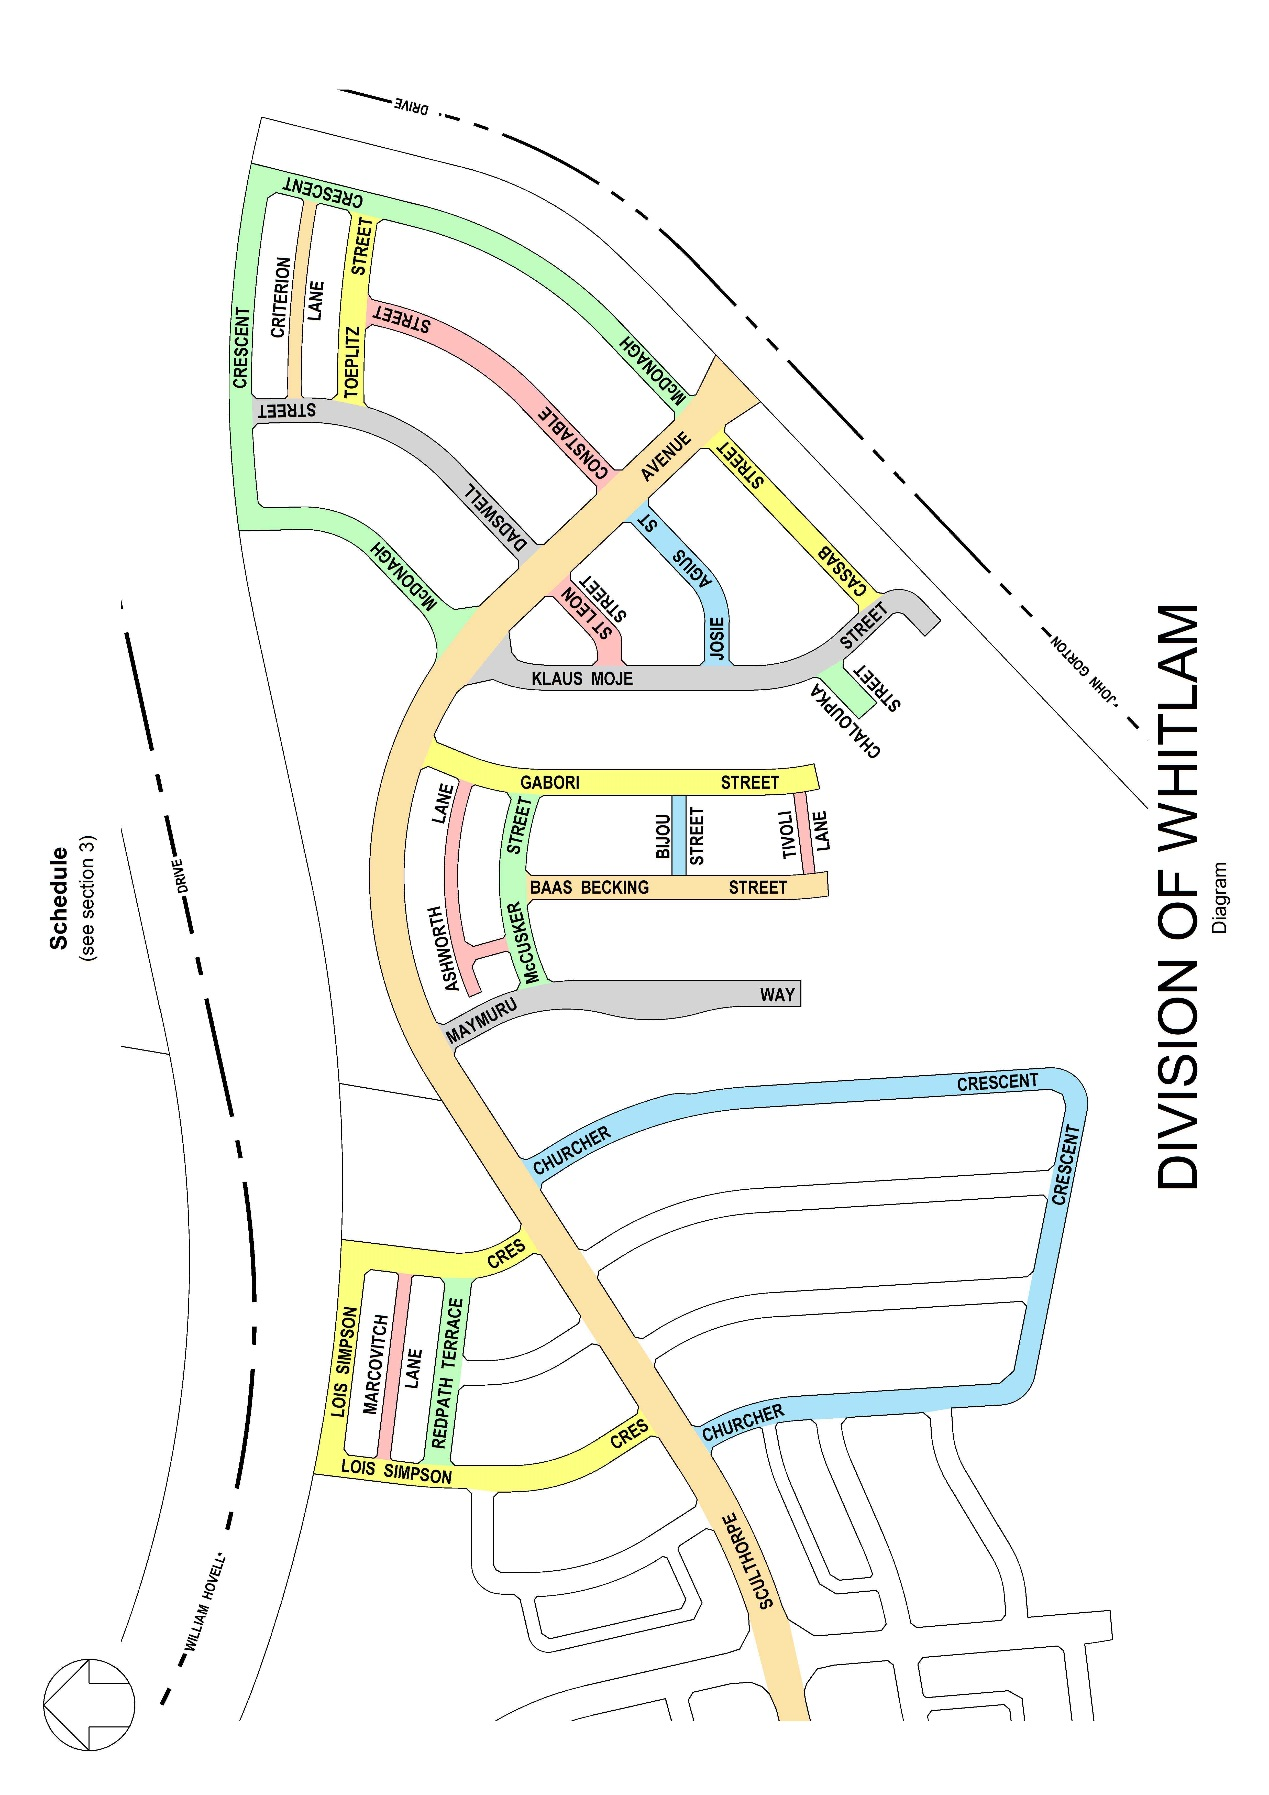 Schedule
(see section 3)
DIVISION OF WHITLAM
Diagram
DRIVE
CRESCENT
CRESCENT
McDONAGH
CRITERION
LANE
TOEPLITZ STREET
CONSTABLE STREET
DADSWELL STREET
McDONAGH
AVENUE
STREET
CASSAB
JOSIE AGIUS ST
ST LEON
STREET
KLAUS MOJE STREET
CHALOUPKA
STREET
JOHN GORTON
GABORI STREET
ASHWORTH LANE
McCUSKER STREET
BIJOU
STREET
TIVOLI
LANE
BAAS BECKING STREET
MAYMURU WAY
DRIVE
WILLIAM HOVELL
CHURCHER CRESCENT
CRESCENT
CHURCHER
CRES
LOIS SIMPSON
MARCOVITCH
LANE
REDPATH TERRACE
LOIS SIMPSON CRES
SCULTHORPE